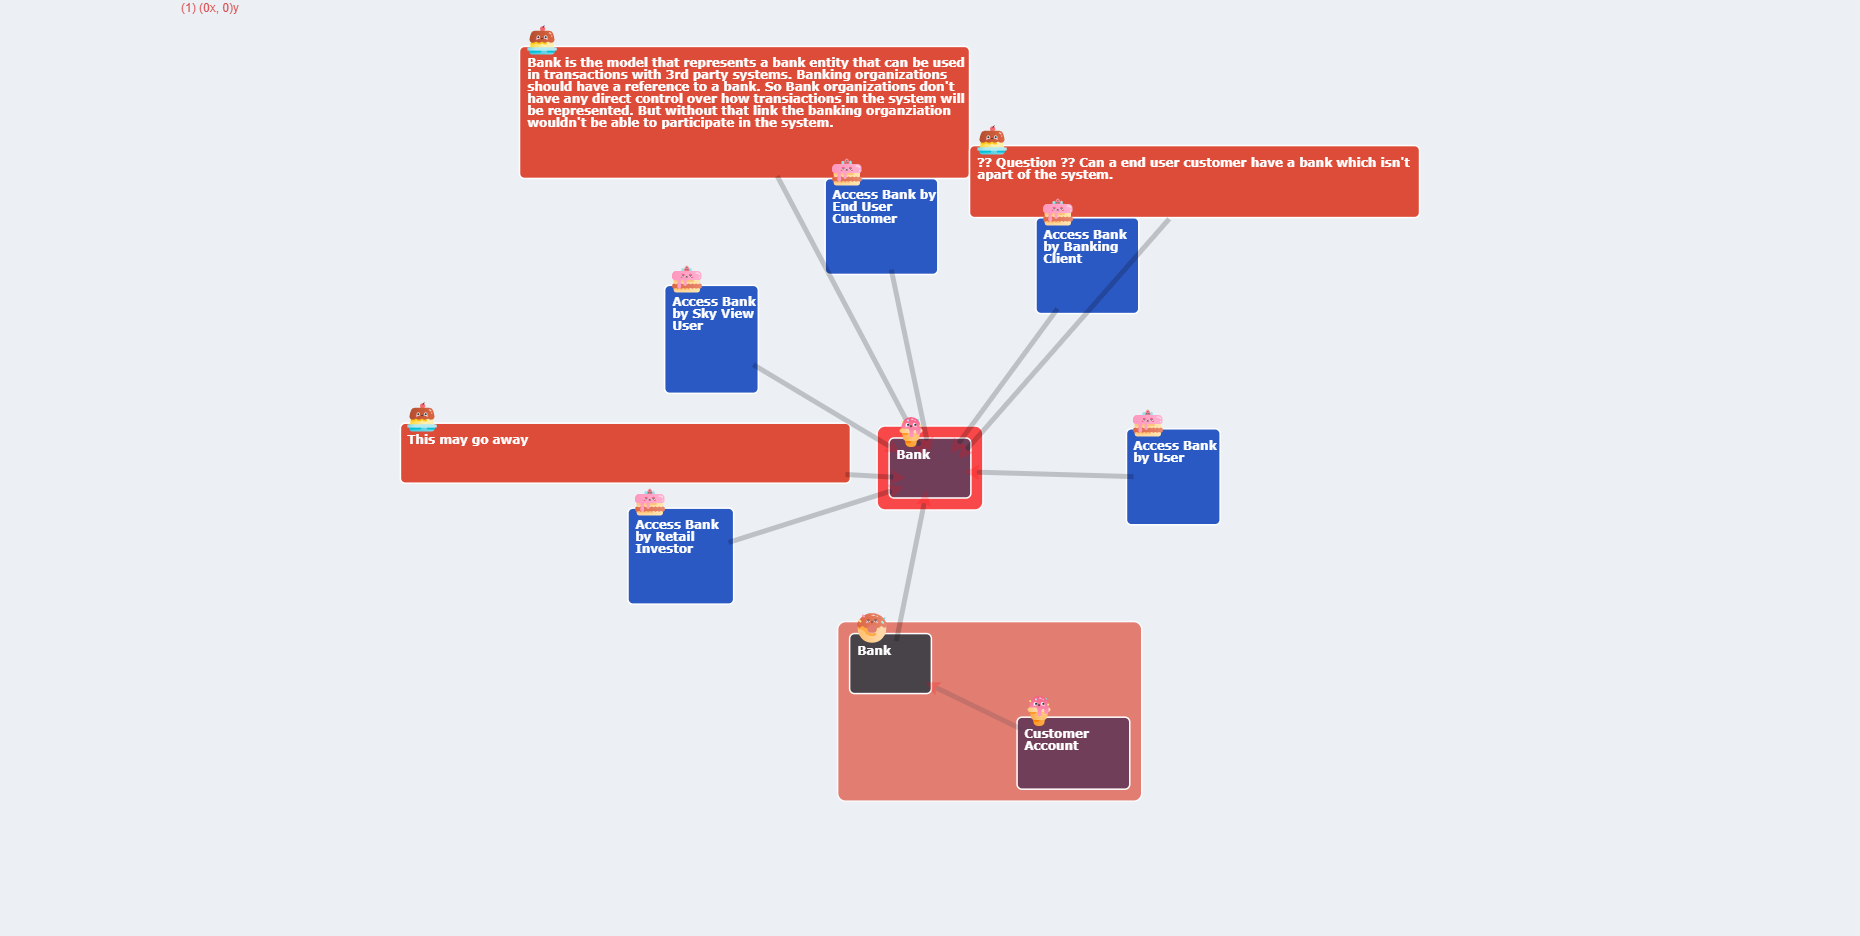 (1) (0x, 0)y
Bank is the model that represents a bank entity that can be used
in transactions with 3rd party systems. Banking organizations
should have a reference to a bank. So Bank organizations don't
have any direct control over how transiactions in the system will
be represented. But without that link the banking organziation
wouldn't be able to participate in the system.
?? Question ?? Can a end user customer have a bank which isn't
apart of the system.
Access Bank by
End User
Customer
Access Bank
by Banking
Client
Access Bank
by Sky View
User
This may go away
Bank
Access Bank
by User
Access Bank
by Retail
Investor
Bank
Customer
Account